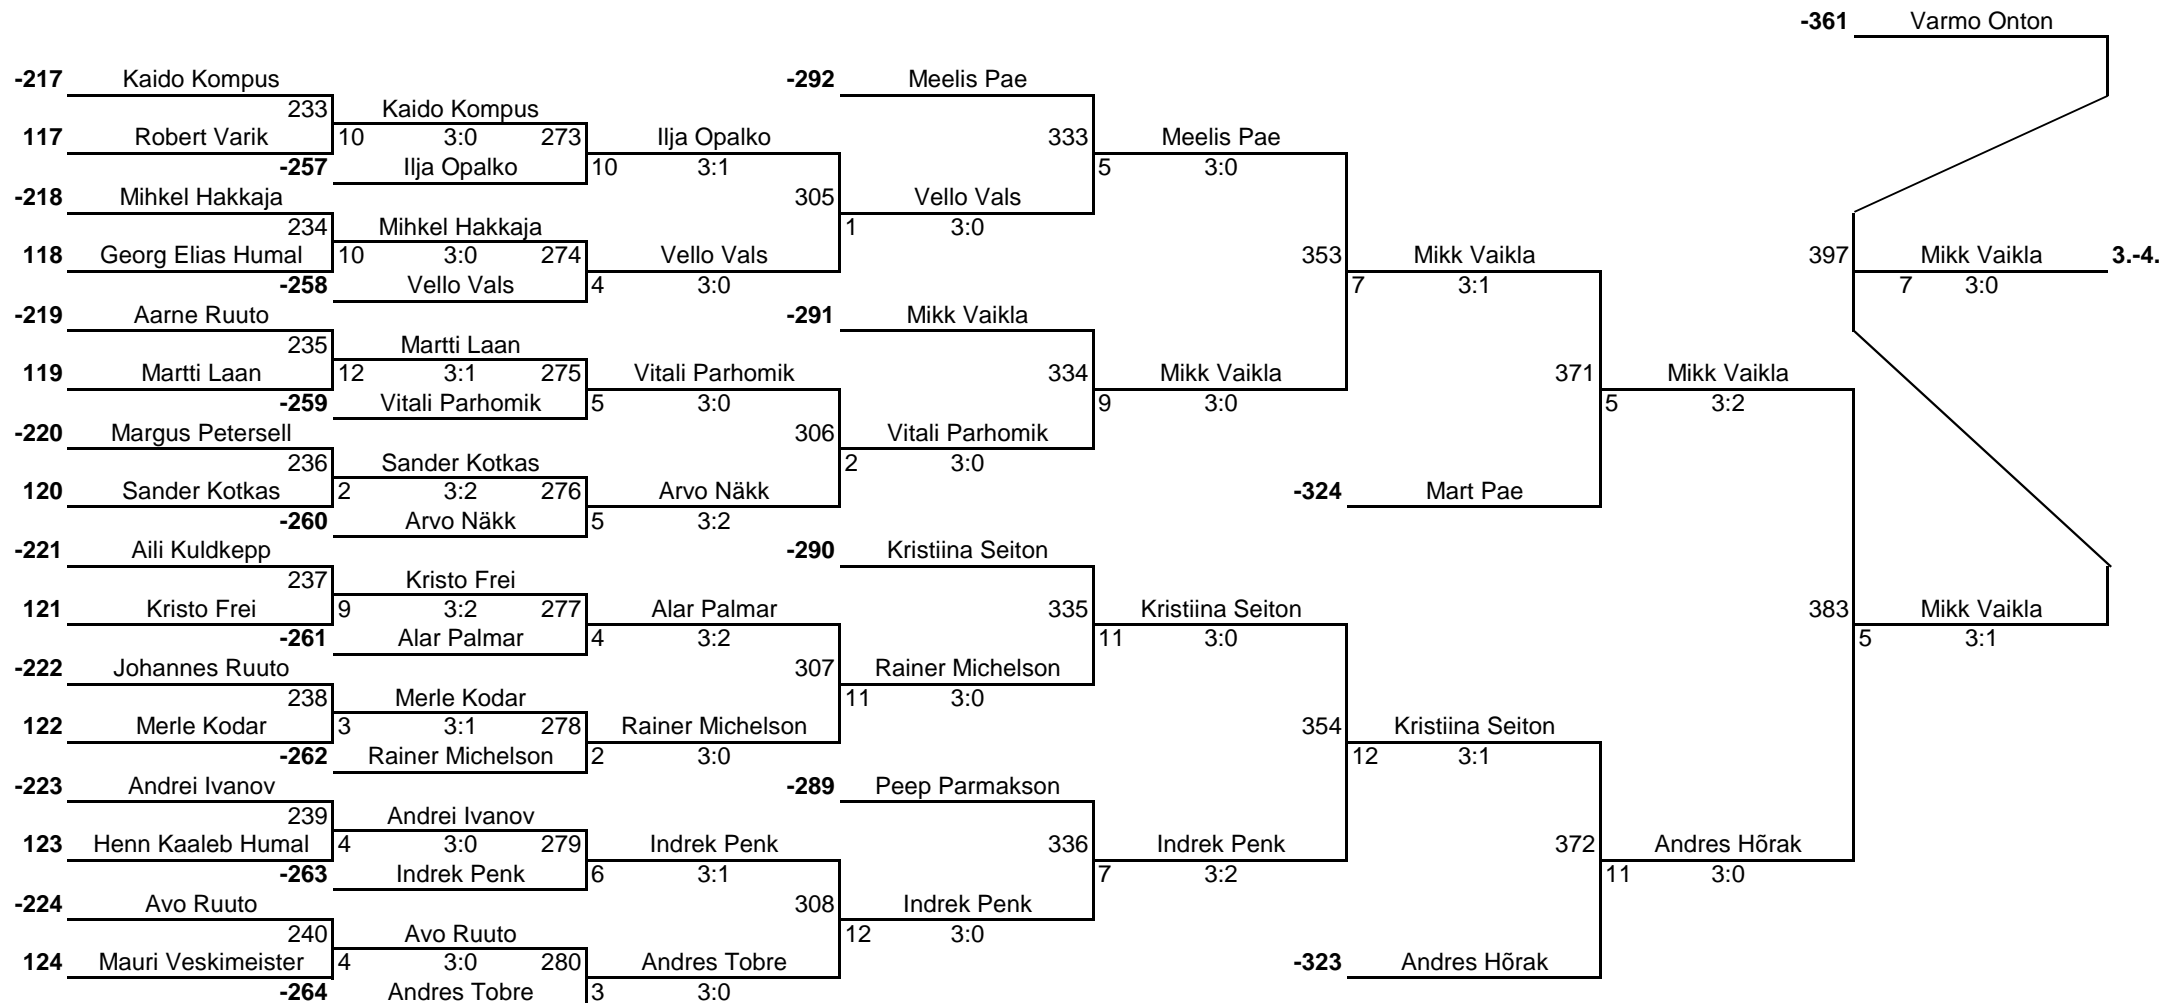 -361 Varmo Onton
-217 Kaido Kompus -292 Meelis Pae
233 Kaido Kompus
117 Robert Varik 10 3:0 273 Ilja Opalko 333 Meelis Pae
-257 Ilja Opalko 10 3:1 5 3:0
-218 Mihkel Hakkaja 305 Vello Vals
234 Mihkel Hakkaja 1 3:0
118 Georg Elias Humal 10 3:0 274 Vello Vals 353 Mikk Vaikla 397 Mikk Vaikla 3.-4.
-258 Vello Vals 4 3:0 7 3:1 7 3:0
-219 Aarne Ruuto -291 Mikk Vaikla
235 Martti Laan
119 Martti Laan 12 3:1 275 Vitali Parhomik 334 Mikk Vaikla 371 Mikk Vaikla
-259 Vitali Parhomik 5 3:0 9 3:0 5 3:2
-220 Margus Petersell 306 Vitali Parhomik
236 Sander Kotkas 2 3:0
120 Sander Kotkas 2 3:2 276 Arvo Näkk -324 Mart Pae
-260 Arvo Näkk 5 3:2
-221 Aili Kuldkepp -290 Kristiina Seiton
237 Kristo Frei
121 Kristo Frei 9 3:2 277 Alar Palmar 335 Kristiina Seiton 383 Mikk Vaikla
-261 Alar Palmar 4 3:2 11 3:0 5 3:1
-222 Johannes Ruuto 307 Rainer Michelson
238 Merle Kodar 11 3:0
122 Merle Kodar 3 3:1 278 Rainer Michelson 354 Kristiina Seiton
-262 Rainer Michelson 2 3:0 12 3:1
-223 Andrei Ivanov -289 Peep Parmakson
239 Andrei Ivanov
123 Henn Kaaleb Humal 4 3:0 279 Indrek Penk 336 Indrek Penk 372 Andres Hõrak
-263 Indrek Penk 6 3:1 7 3:2 11 3:0
-224 Avo Ruuto 308 Indrek Penk
240 Avo Ruuto 12 3:0
124 Mauri Veskimeister 4 3:0 280 Andres Tobre -323 Andres Hõrak
-264 Andres Tobre 3 3:0